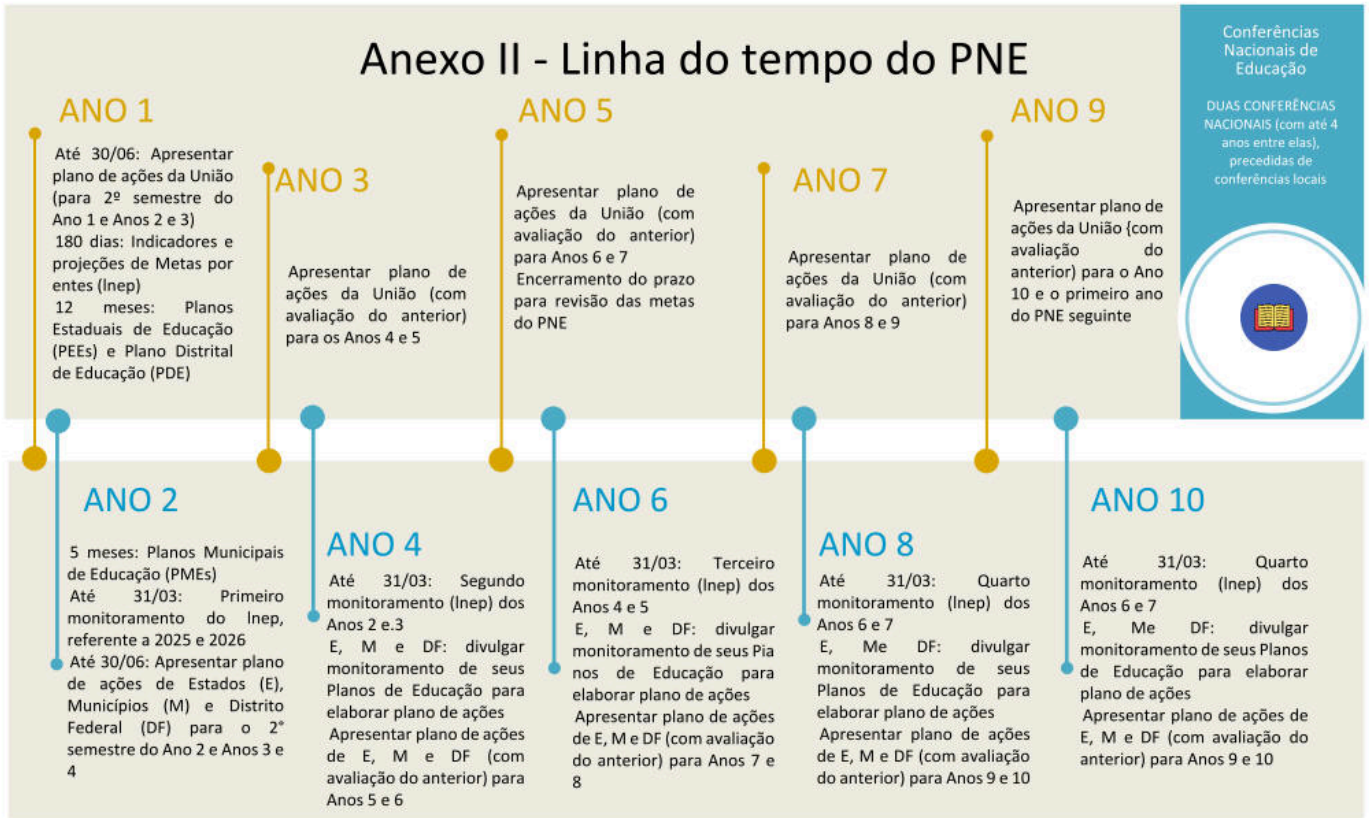 Anexo II - Linha do tempo do PNE
Conferências
Nacionais de
Educação
DUAS CONFERÊNCIAS
NACIONAIS (com até 4
anos entre elas),
precedidas de
conferências locais
ANO 1
Até 30/06: Apresentar
plano de ações da União
(para 2º semestre do
Ano 1 e Anos 2 e 3)
180 dias: Indicadores e
projeções de Metas por
entes (lnep)
12 meses: Planos
Estaduais de Educação
(PEEs) e Plano Distrital
de Educação (PDE)
ANO 3
Apresentar plano de
ações da União (com
avaliação do anterior)
para os Anos 4 e 5
ANO 5
Apresentar plano de
ações da União (com
avaliação do anterior)
para Anos 6 e 7
Encerramento do prazo
para revisão das metas
do PNE
ANO 7
Apresentar plano de
ações da União (com
avaliação do anterior)
para Anos 8 e 9
ANO 9
Apresentar plano de
ações da União {com
avaliação do
anterior) para o Ano
10 e o primeiro ano
do PNE seguinte
ANO 2
5 meses: Planos Municipais
de Educação (PMEs)
Até 31/03: Primeiro
monitoramento do lnep,
referente a 2025 e 2026
Até 30/06: Apresentar plano
de ações de Estados (E),
Municípios (M) e Distrito
Federal (DF) para o 2°
semestre do Ano 2 e Anos 3 e
4
ANO 4
Até 31/03: Segundo
monitoramento (lnep) dos
Anos 2 e.3
E, M e DF: divulgar
monitoramento de seus
Planos de Educação para
elaborar plano de ações
Apresentar plano de ações
de E, M e DF (com
avaliação do anterior) para
Anos 5 e 6
ANO 6
Até 31/03: Terceiro
monitoramento (lnep) dos
Anos 4 e 5
E, M e DF: divulgar
monitoramento de seus Pia
nos de Educação para
elaborar plano de ações
Apresentar plano de ações
de E, M e DF (com avaliação
do anterior) para Anos 7 e
8
ANO 8
Até 31/03: Quarto
monitoramento (lnep) dos
Anos 6 e 7
E, Me DF: divulgar
monitoramento de seus
Planos de Educação para
elaborar plano de ações
Apresentar plano de ações
de E, M e DF (com avaliação
do anterior) para Anos 9 e 10
ANO 10
Até 31/03: Quarto
monitoramento (lnep) dos
Anos 6 e 7
E, Me DF: divulgar
monitoramento de seus Planos
de Educação para elaborar
plano de ações
Apresentar plano de ações de
E, M e DF (com avaliação do
anterior) para Anos 9 e 10